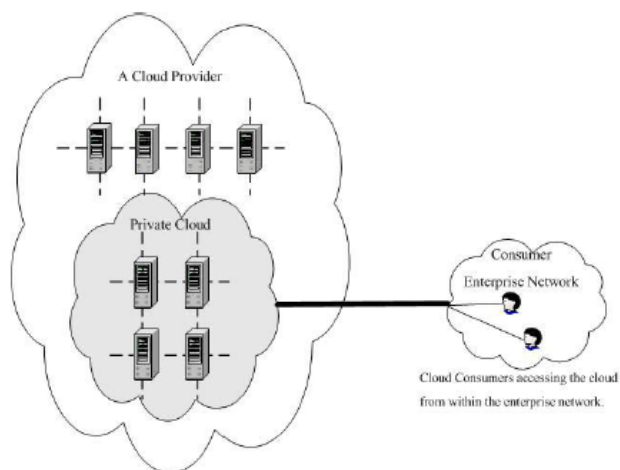 A Cloud Provider
Private Cloud
Consumer
Enterprise Network
Cloud Consumers accessing the cloud
from within the enterprise network.